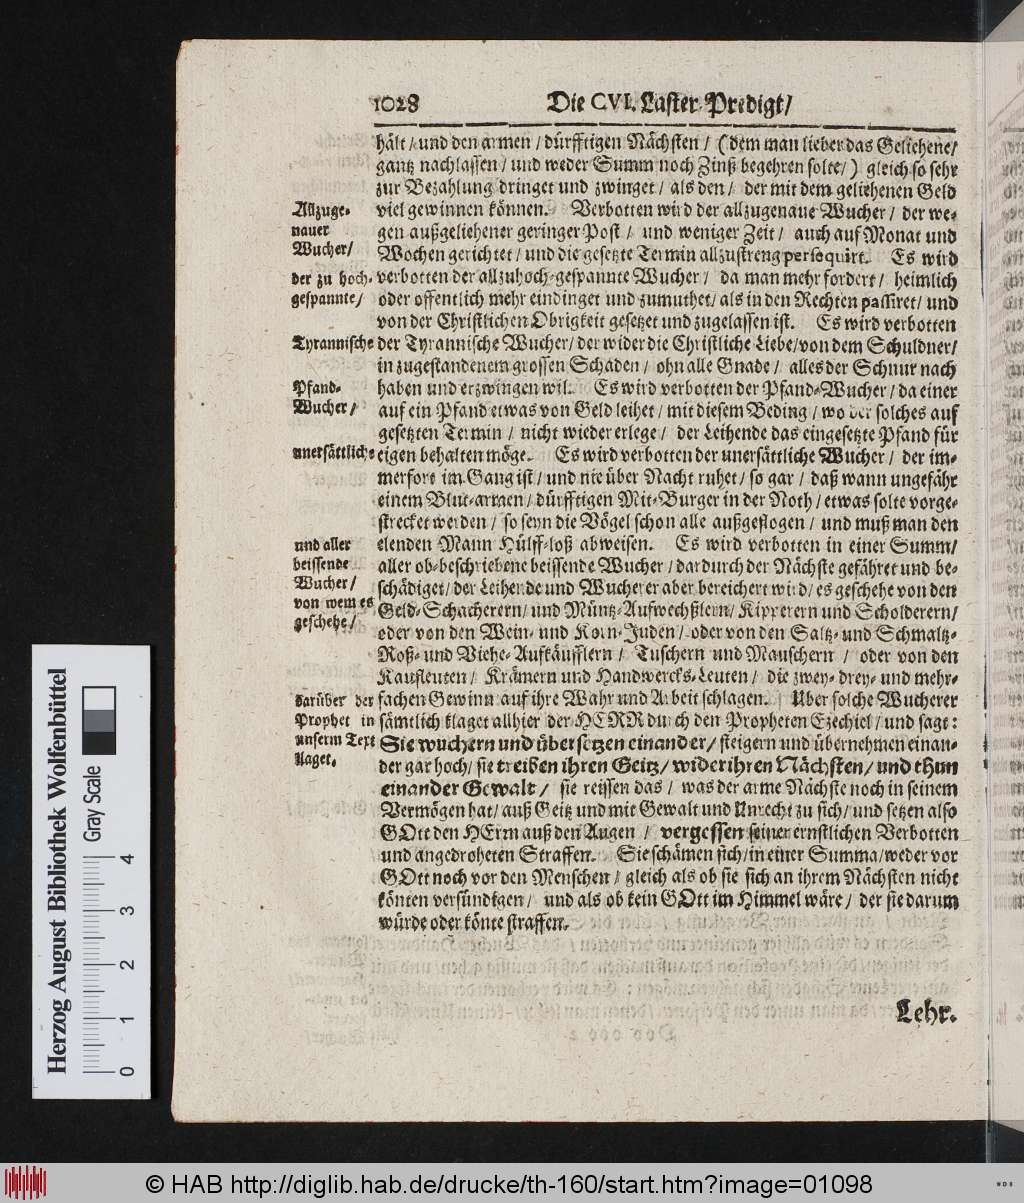 1028 Die CVI. Laster-Predigt/
hält / und den armen / dürfftigen Nächsten / (dem man lieber das Geliehene/
gantz nachlassen / und weder Summ noch Zinß begehren solte/) gleich so sehr
zur Bezahlung dringet und zwinget / als den / der mit dem geliehenen Geld
Allzuge-
viel gewinnen können. Verbotten wird der allzugenaue Wucher / der we-
nauer
gen außgeliehener geringer Post / und weniger Zeit / auch auf Monat und
Wucher/
Wochen gerichtet / und die gesetzte Termin allzustreng persequirt. Es wird
der zu hoch-
verbotten der allzuhoch-gespannte Wucher / da man mehr fordert / heimlich
gespannte/
oder offentlich mehr eindinget und zumuthet / als in den Rechten passiret / und
von der Christlichen Obrigkeit gesetzet und zugelassen ist. Es wird verbotten
Tyrannische
der Tyrannische Wucher / der wider die Christliche Liebe / von dem Schuldner /
in zugestandenem grossen Schaden / ohn alle Gnade / alles der Schnur nach
Pfand-
haben und erzwingen wil. Es wird verbotten der Pfand-Wucher / da einer
Wucher/
auf ein Pfand etwas von Geld leihet / mit diesem Beding / wo der solches auf
gesetzten Termin / nicht wieder erlege / der Leihende das eingesetzte Pfand für
unersättliche
eigen behalten möge. Es wird verbotten der unersättliche Wucher / der im-
merfort im Gang ist / und nie über Nacht ruhet / so gar / daß wann ungefähr
einem Blut-armen / dürfftigen Mit-Burger in der Noth / etwas solte vorge-
strecket werden / so seyn die Vögel schon alle außgeflogen / und muß man den
und aller
elenden Mann Hülff-loß abweisen. Es wird verbotten in einer Summ/
beissende
aller ob-beschriebene beissende Wucher / dardurch der Nächste gefähret und be-
Wucher/
schädiget / der Leihende und Wucherer aber bereichert wird / es geschehe von den
von wem es
Geld-Schacherern / und Müntz-Aufwechßlern / Kipperern und Scholderern /
geschehe/
oder von den Wein- und Korn-Juden / oder von den Saltz- und Schmaltz-
Roß- und Viehe-Aufkäufflern / Tuschern und Mauschern / oder von den
Kaufleuten / Krämern und Handwercks-Leuten / die zwey- drey- und mehr-
darüber der
fachen Gewinn auf ihre Wahr und Arbeit schlagen. Uber solche Wucherer
Prophet in
sämtlich klaget allhier der HERR durch den Propheten Ezechiel / und sagt:
unserm Text
Sie wuchern und übersetzen einander / steigern und übernehmen einan-
klaget.
der gar hoch / sie treiben ihren Geitz / wider ihren Nächsten / und thun
einander Gewalt / sie reissen das / was der arme Nächste noch in seinem
Vermögen hat / auß Geitz und mit Gewalt und Unrecht zu sich / und setzen also
GOtt den HErrn auß den Augen / vergessen seiner ernstlichen Verbotten
und angedroheten Straffen. Sie schämen sich / in einer Summa / weder vor
GOtt noch vor den Menschen / gleich als ob sie sich an ihrem Nächsten nicht
könten versündigen / und als ob kein GOtt im Himmel wäre / der sie darum
würde oder könte straffen.
Lehr.
Herzog August Bibliothek Wolfenbüttel
Gray Scale
0 1 2 3 4
© HAB http://diglib.hab.de/drucke/th-160/start.htm?image=01098